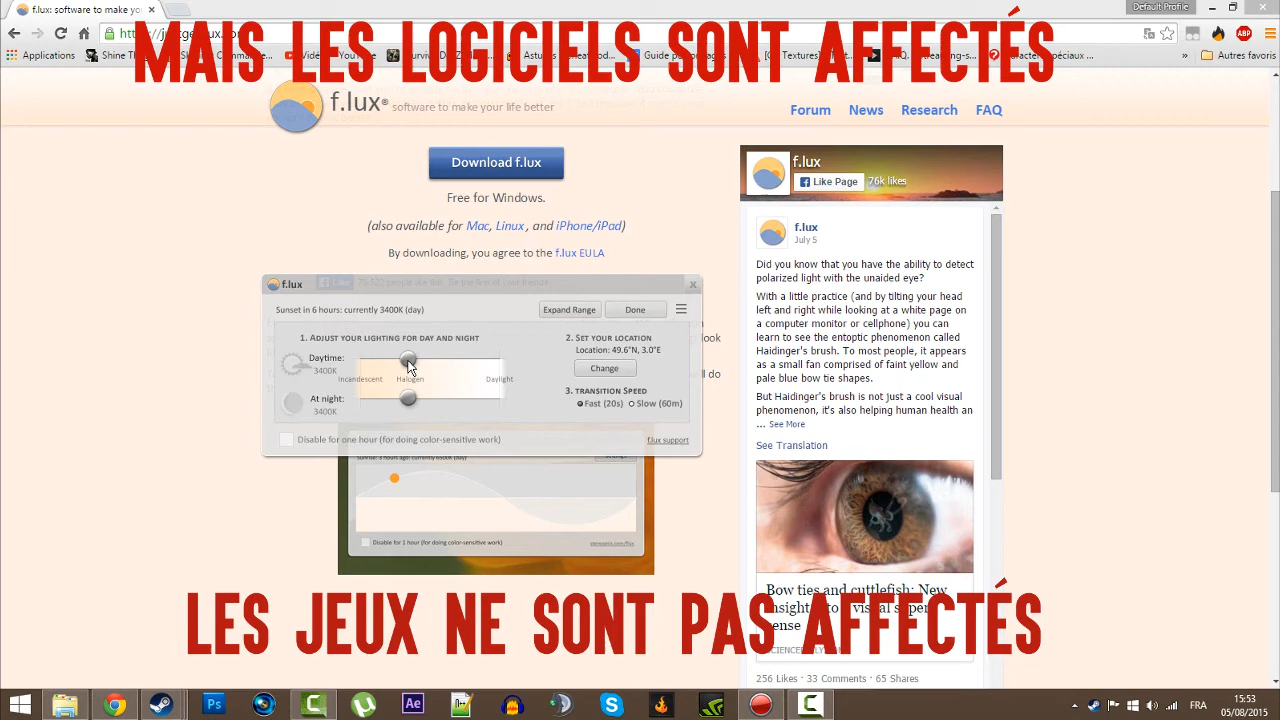 f.lux: software to make you
Default Profile
MAIS LES LOGICIELS SONT AFFECTÉS
Applications
Autres favoris
f.lux® software to make your life better
Forum News Research FAQ
Download f.lux
Free for Windows.
(also available for Mac, Linux , and iPhone/iPad)
By downloading, you agree to the f.lux EULA
f.lux
Sunset in 6 hours: currently 3400K (day)
Expand Range
Done
1. ADJUST YOUR LIGHTING FOR DAY AND NIGHT
Daytime:
3400K
Incandescent Halogen Daylight
At night:
3400K
2. SET YOUR LOCATION
Location: 49.6°N, 3.0°E
Change
3. TRANSITION SPEED
Fast (20s) Slow (60m)
Disable for one hour (for doing color-sensitive work)
f.lux support
Disable for 1 hour (for doing color-sensitive work)
f.lux
Like Page
76k likes
f.lux
July 5
Did you know that you have the ability to detect
polarized light with the unaided eye?
With a little practice (and by tilting your head
left and right while looking at a white page on
a computer monitor or cellphone) you can
learn to see the entoptic phenomenon called
Haidinger's brush. To most people, it appears
as a small fan comprised of faint yellow and
pale blue bow tie shapes.
But Haidinger's brush is not just a cool visual
phenomenon, it's also helping human health an
... See More
See Translation
Bow ties and cuttlefish: New
LES JEUX NE SONT PAS AFFECTÉS
256 Likes · 33 Comments · 65 Shares
Ps
Ae
FRA
15:53
05/08/2015